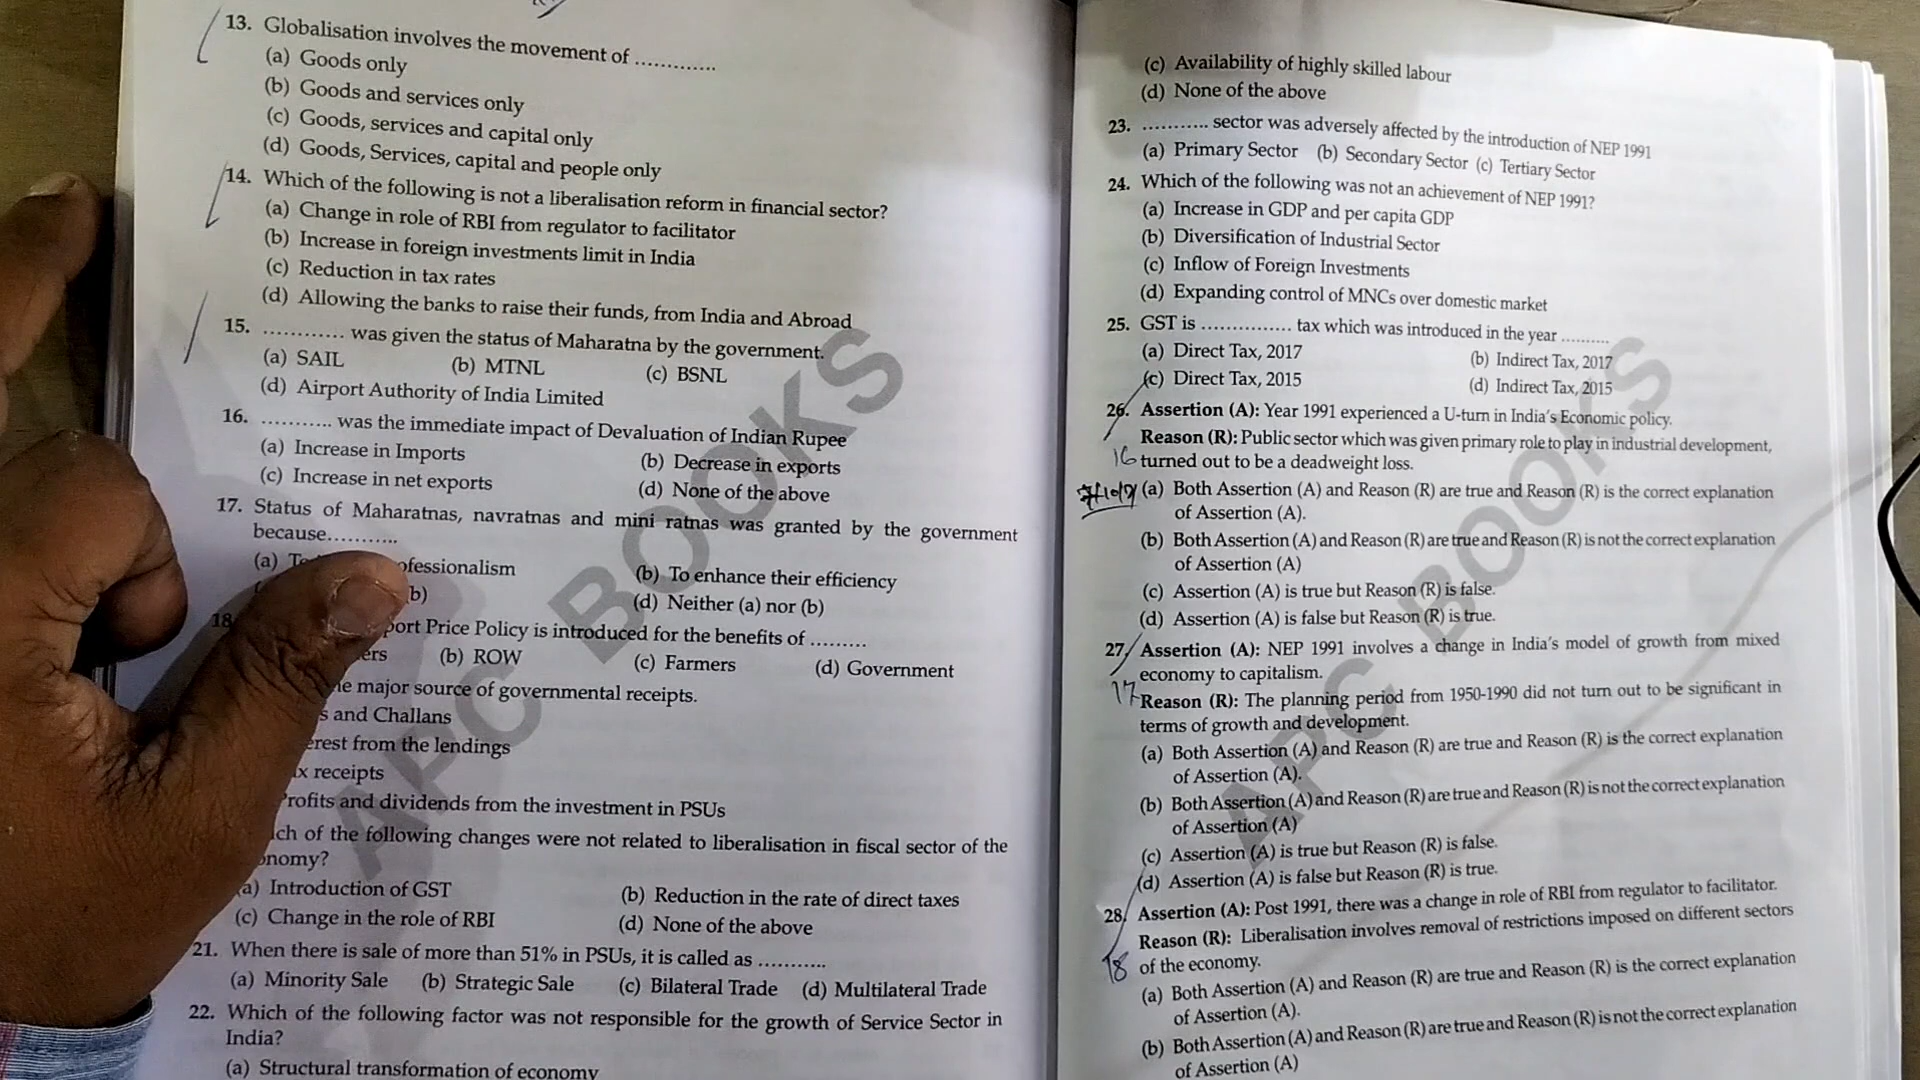 13. Globalisation involves the movement of .............
(a) Goods only
(b) Goods and services only
(c) Goods, services and capital only
(d) Goods, Services, capital and people only
14. Which of the following is not a liberalisation reform in financial sector?
(a) Change in role of RBI from regulator to facilitator
(b) Increase in foreign investments limit in India
(c) Reduction in tax rates
(d) Allowing the banks to raise their funds, from India and Abroad
15. ............ was given the status of Maharatna by the government.
(a) SAIL (b) MTNL (c) BSNL
(d) Airport Authority of India Limited
16. ........... was the immediate impact of Devaluation of Indian Rupee
(a) Increase in Imports (b) Decrease in exports
(c) Increase in net exports (d) None of the above
17. Status of Maharatnas, navratnas and mini ratnas was granted by the government
because...........
(a) ofessionalism (b) To enhance their efficiency
b) (d) Neither (a) nor (b)
18 port Price Policy is introduced for the benefits of .........
ers (b) ROW (c) Farmers (d) Government
e major source of governmental receipts.
s and Challans
erest from the lendings
x receipts
rofits and dividends from the investment in PSUs
ch of the following changes were not related to liberalisation in fiscal sector of the
onomy?
a) Introduction of GST (b) Reduction in the rate of direct taxes
(c) Change in the role of RBI (d) None of the above
21. When there is sale of more than 51% in PSUs, it is called as ...........
(a) Minority Sale (b) Strategic Sale (c) Bilateral Trade (d) Multilateral Trade
22. Which of the following factor was not responsible for the growth of Service Sector in
India?
(a) Structural transformation of economy
APC BOOKS
(c) Availability of highly skilled labour
(d) None of the above
23. ........... sector was adversely affected by the introduction of NEP 1991
(a) Primary Sector (b) Secondary Sector (c) Tertiary Sector
24. Which of the following was not an achievement of NEP 1991?
(a) Increase in GDP and per capita GDP
(b) Diversification of Industrial Sector
(c) Inflow of Foreign Investments
(d) Expanding control of MNCs over domestic market
25. GST is ............... tax which was introduced in the year ..........
(a) Direct Tax, 2017 (b) Indirect Tax, 2017
(c) Direct Tax, 2015 (d) Indirect Tax, 2015
26. Assertion (A): Year 1991 experienced a U-turn in India's Economic policy.
Reason (R): Public sector which was given primary role to play in industrial development,
16 turned out to be a deadweight loss.
(a) Both Assertion (A) and Reason (R) are true and Reason (R) is the correct explanation
of Assertion (A).
(b) Both Assertion (A) and Reason (R) are true and Reason (R) is not the correct explanation
of Assertion (A)
(c) Assertion (A) is true but Reason (R) is false.
(d) Assertion (A) is false but Reason (R) is true.
27. Assertion (A): NEP 1991 involves a change in India's model of growth from mixed
economy to capitalism.
17 Reason (R): The planning period from 1950-1990 did not turn out to be significant in
terms of growth and development.
(a) Both Assertion (A) and Reason (R) are true and Reason (R) is the correct explanation
of Assertion (A).
(b) Both Assertion (A) and Reason (R) are true and Reason (R) is not the correct explanation
of Assertion (A)
(c) Assertion (A) is true but Reason (R) is false.
(d) Assertion (A) is false but Reason (R) is true.
28. Assertion (A): Post 1991, there was a change in role of RBI from regulator to facilitator.
Reason (R): Liberalisation involves removal of restrictions imposed on different sectors
18 of the economy.
(a) Both Assertion (A) and Reason (R) are true and Reason (R) is the correct explanation
of Assertion (A).
(b) Both Assertion (A) and Reason (R) are true and Reason (R) is not the correct explanation
of Assertion (A)
APC BOOKS